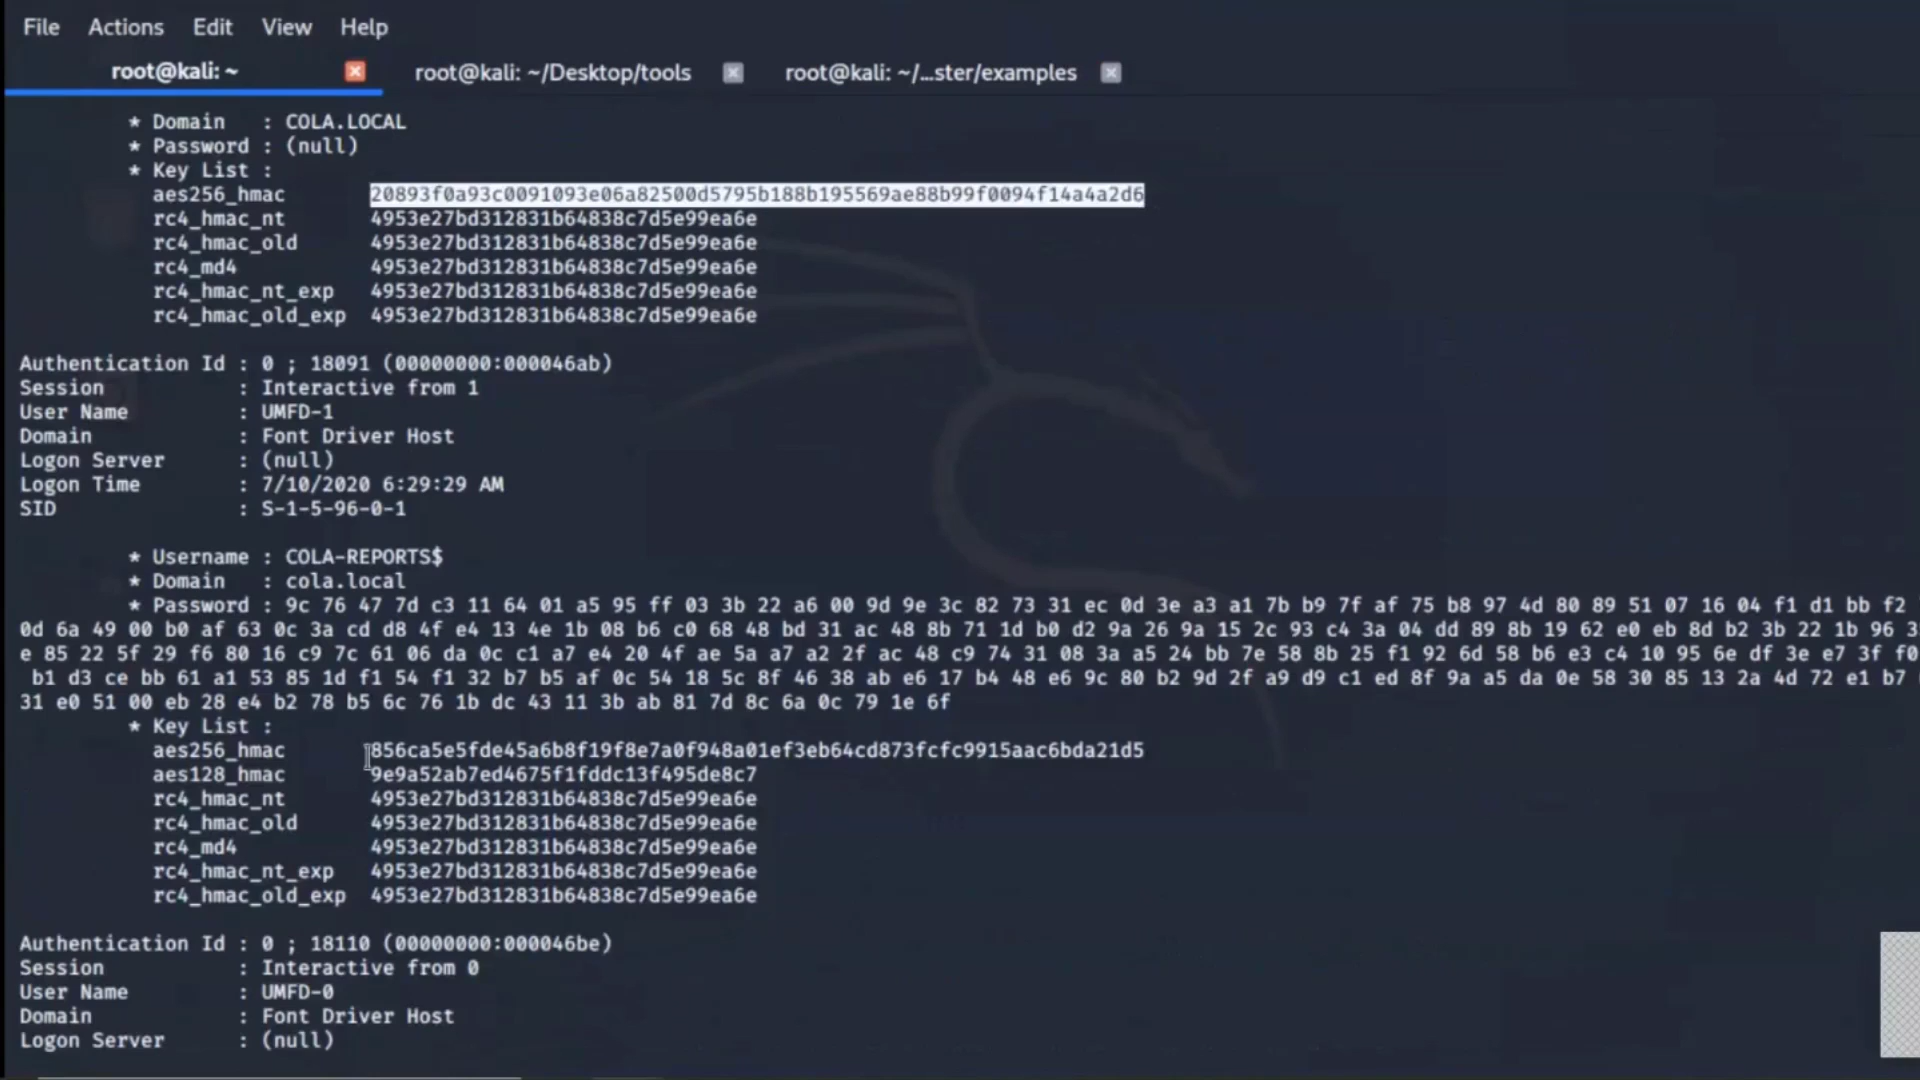 File Actions Edit View Help
root@kali: ~ root@kali: ~/Desktop/tools root@kali: ~/...ster/examples
* Domain : COLA.LOCAL
* Password : (null)
* Key List :
aes256_hmac 20893f0a93c0091093e06a82500d5795b188b195569ae88b99f0094f14a4a2d6
rc4_hmac_nt 4953e27bd312831b64838c7d5e99ea6e
rc4_hmac_old 4953e27bd312831b64838c7d5e99ea6e
rc4_md4 4953e27bd312831b64838c7d5e99ea6e
rc4_hmac_nt_exp 4953e27bd312831b64838c7d5e99ea6e
rc4_hmac_old_exp 4953e27bd312831b64838c7d5e99ea6e
Authentication Id : 0 ; 18091 (00000000:000046ab)
Session : Interactive from 1
User Name : UMFD-1
Domain : Font Driver Host
Logon Server : (null)
Logon Time : 7/10/2020 6:29:29 AM
SID : S-1-5-96-0-1
* Username : COLA-REPORTS$
* Domain : cola.local
* Password : 9c 76 47 7d c3 11 64 01 a5 95 ff 03 3b 22 a6 00 9d 9e 3c 82 73 31 ec 0d 3e a3 a1 7b b9 7f af 75 b8 97 4d 80 89 51 07 16 04 f1 d1 bb f2
0d 6a 49 00 b0 af 63 0c 3a cd d8 4f e4 13 4e 1b 08 b6 c0 68 48 bd 31 ac 48 8b 71 1d b0 d2 9a 26 9a 15 2c 93 c4 3a 04 dd 89 8b 19 62 e0 eb 8d b2 3b 22 1b 96 3
e 85 22 5f 29 f6 80 16 c9 7c 61 06 da 0c c1 a7 e4 20 4f ae 5a a7 a2 2f ac 48 c9 74 31 08 3a a5 24 bb 7e 58 8b 25 f1 92 6d 58 b6 e3 c4 10 95 6e df 3e e7 3f f0
b1 d3 ce bb 61 a1 53 85 1d f1 54 f1 32 b7 b5 af 0c 54 18 5c 8f 46 38 ab e6 17 b4 48 e6 9c 80 b2 9d 2f a9 d9 c1 ed 8f 9a a5 da 0e 58 30 85 13 2a 4d 72 e1 b7
31 e0 51 00 eb 28 e4 b2 78 b5 6c 76 1b dc 43 11 3b ab 81 7d 8c 6a 0c 79 1e 6f
* Key List :
aes256_hmac 856ca5e5fde45a6b8f19f8e7a0f948a01ef3eb64cd873fcfc9915aac6bda21d5
aes128_hmac 9e9a52ab7ed4675f1fddc13f495de8c7
rc4_hmac_nt 4953e27bd312831b64838c7d5e99ea6e
rc4_hmac_old 4953e27bd312831b64838c7d5e99ea6e
rc4_md4 4953e27bd312831b64838c7d5e99ea6e
rc4_hmac_nt_exp 4953e27bd312831b64838c7d5e99ea6e
rc4_hmac_old_exp 4953e27bd312831b64838c7d5e99ea6e
Authentication Id : 0 ; 18110 (00000000:000046be)
Session : Interactive from 0
User Name : UMFD-0
Domain : Font Driver Host
Logon Server : (null)